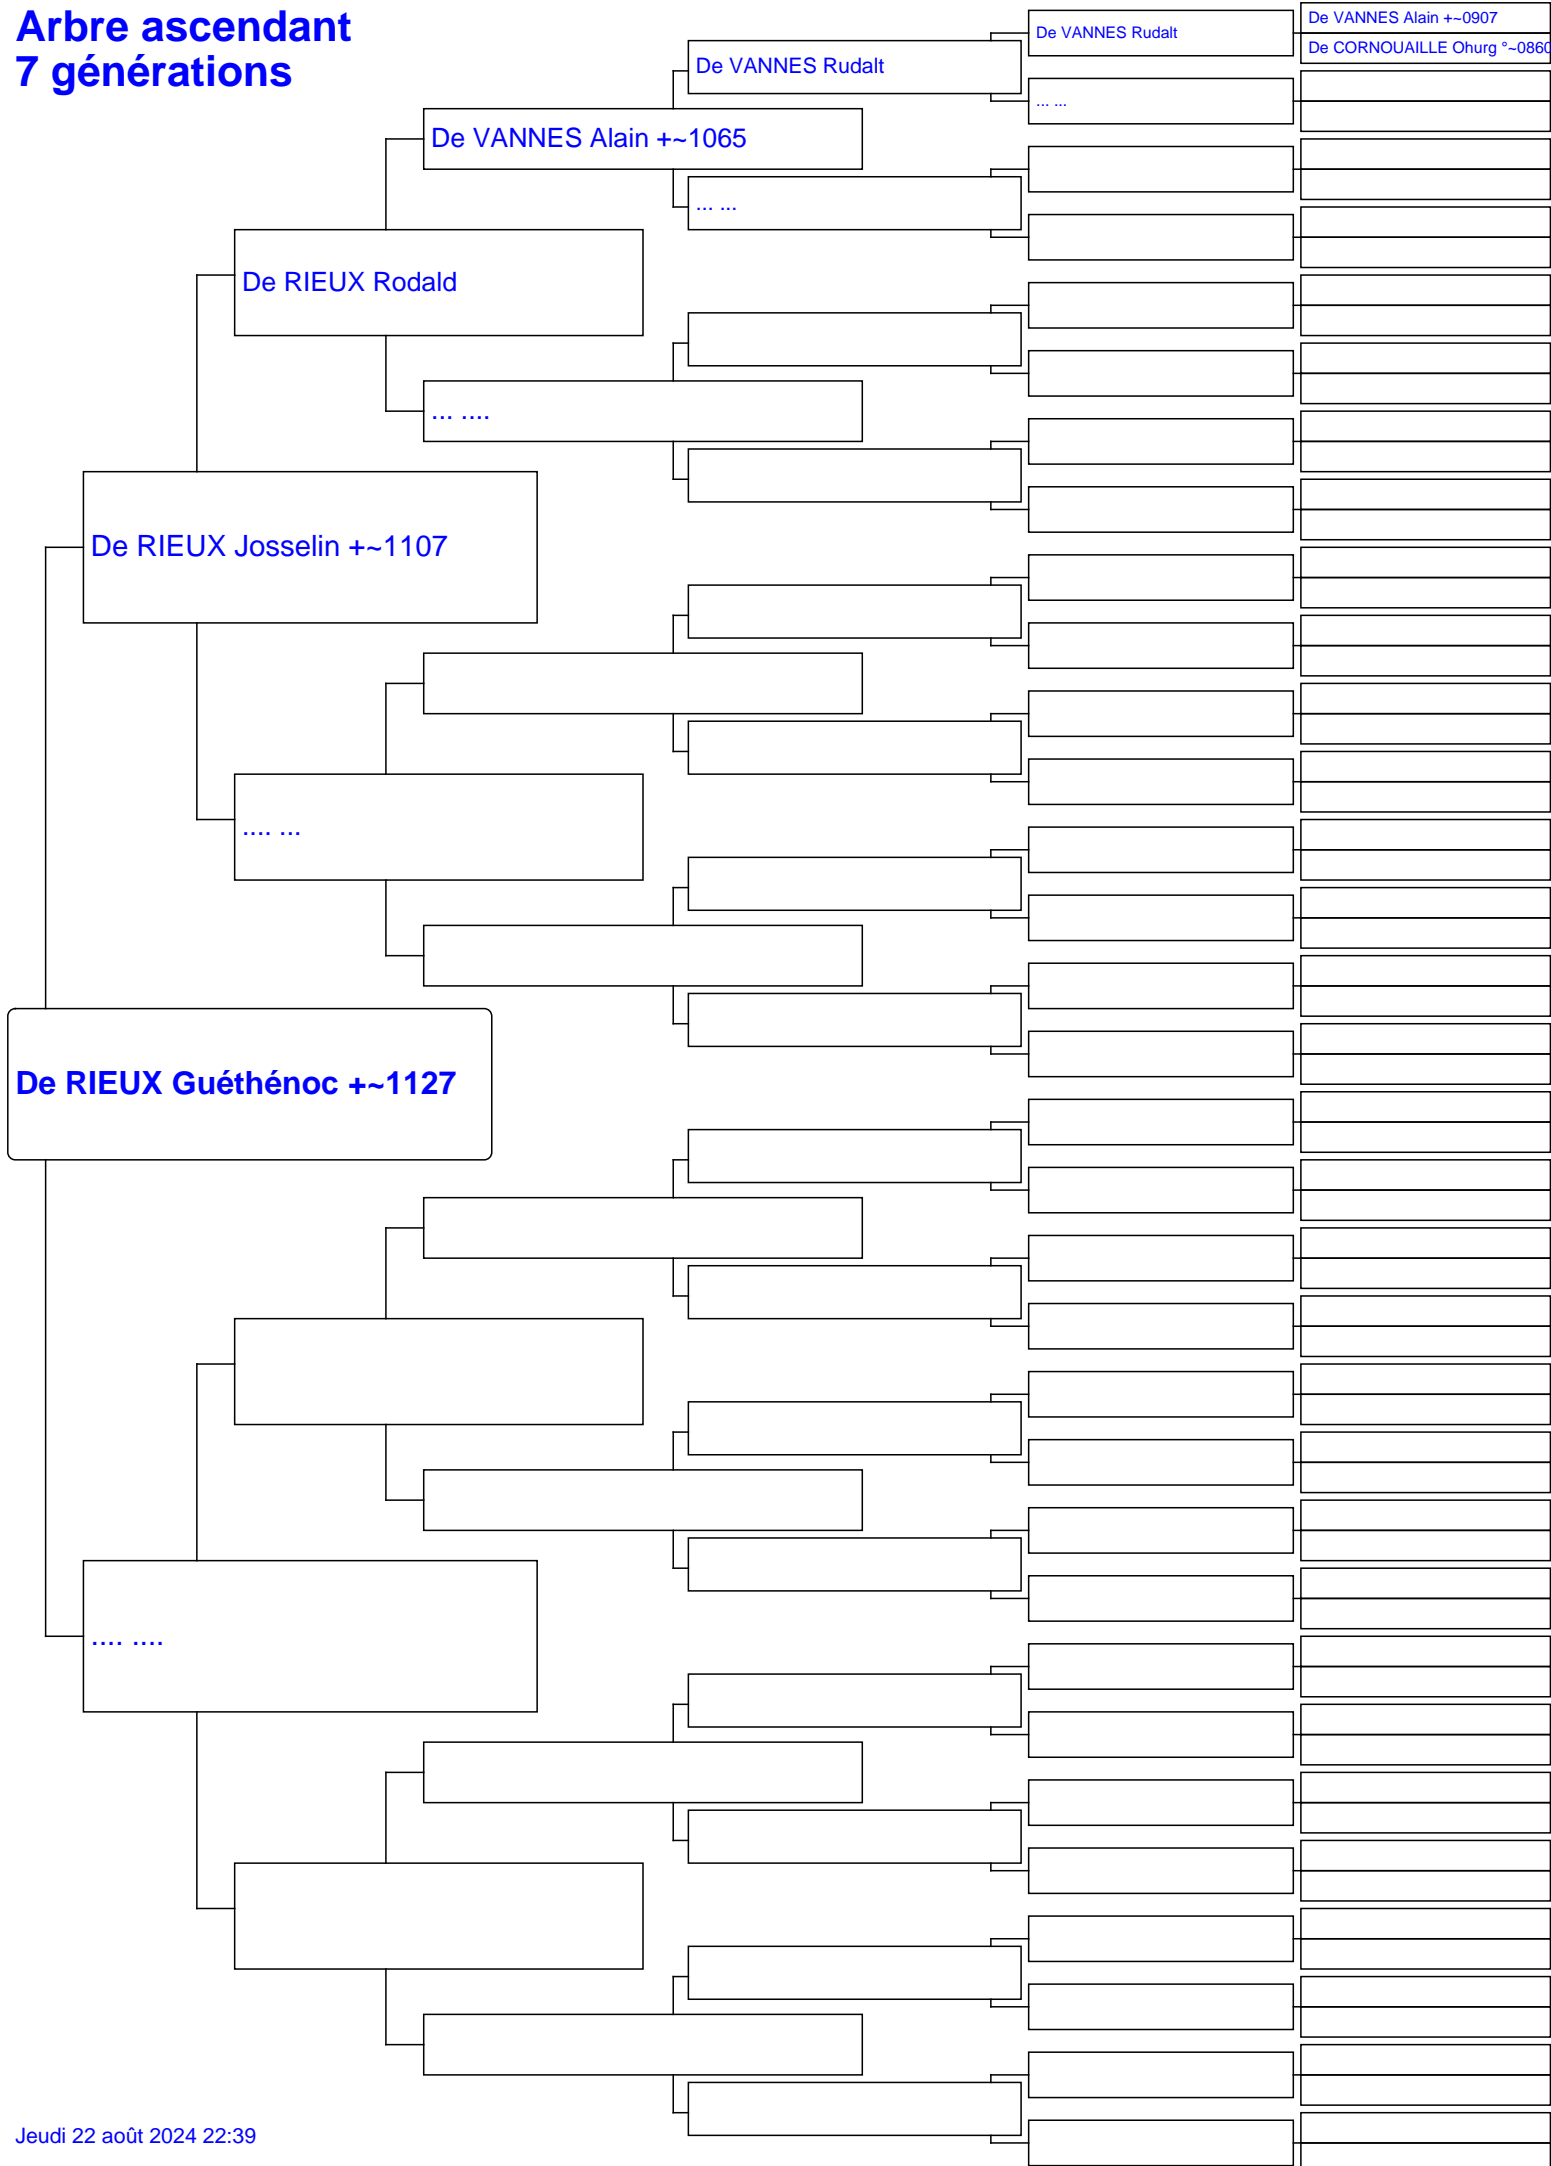 Arbre ascendant
7 générations
De VANNES Alain +~0907
De VANNES Rudalt
De CORNOUAILLE Ohurg °~0860
De VANNES Rudalt
... ...
De VANNES Alain +~1065
... ...
De RIEUX Rodald
... ....
De RIEUX Josselin +~1107
.... ...
De RIEUX Guéthénoc +~1127
.... ....
Jeudi 22 août 2024 22:39